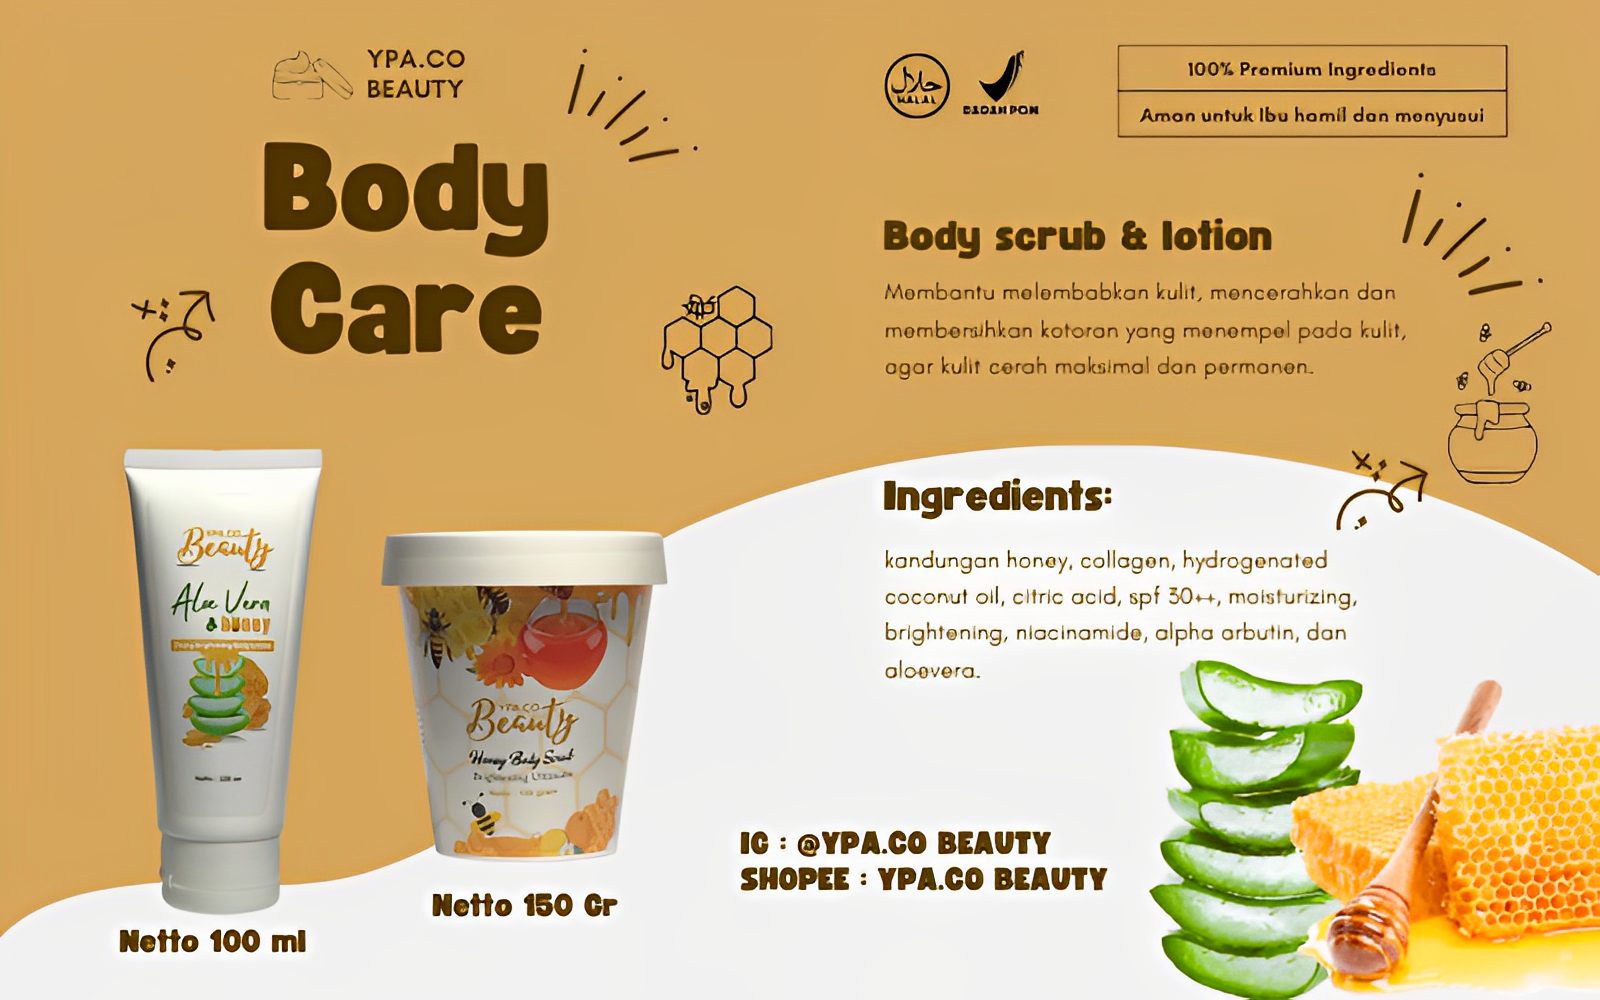 YPA.CO
BEAUTY
Body
Care
حلال
HALAL
BADAN POM
100% Premium Ingredients
Aman untuk Ibu hamil dan menyusui
Body scrub & lotion
Membantu melembabkan kulit, mencerahkan dan
membersihkan kotoran yang menempel pada kulit,
agar kulit cerah maksimal dan permanen.
Ingredients:
kandungan honey, collagen, hydrogenated
coconut oil, citric acid, spf 30++, moisturizing,
brightening, niacinamide, alpha arbutin, dan
aloevera.
YPA.CO
Beauty
Aloe Vera
& HONEY
YPA.CO
Beauty
Honey Body Scrub
Netto 100 ml
Netto 150 Gr
IG : @YPA.CO BEAUTY
SHOPEE : YPA.CO BEAUTY